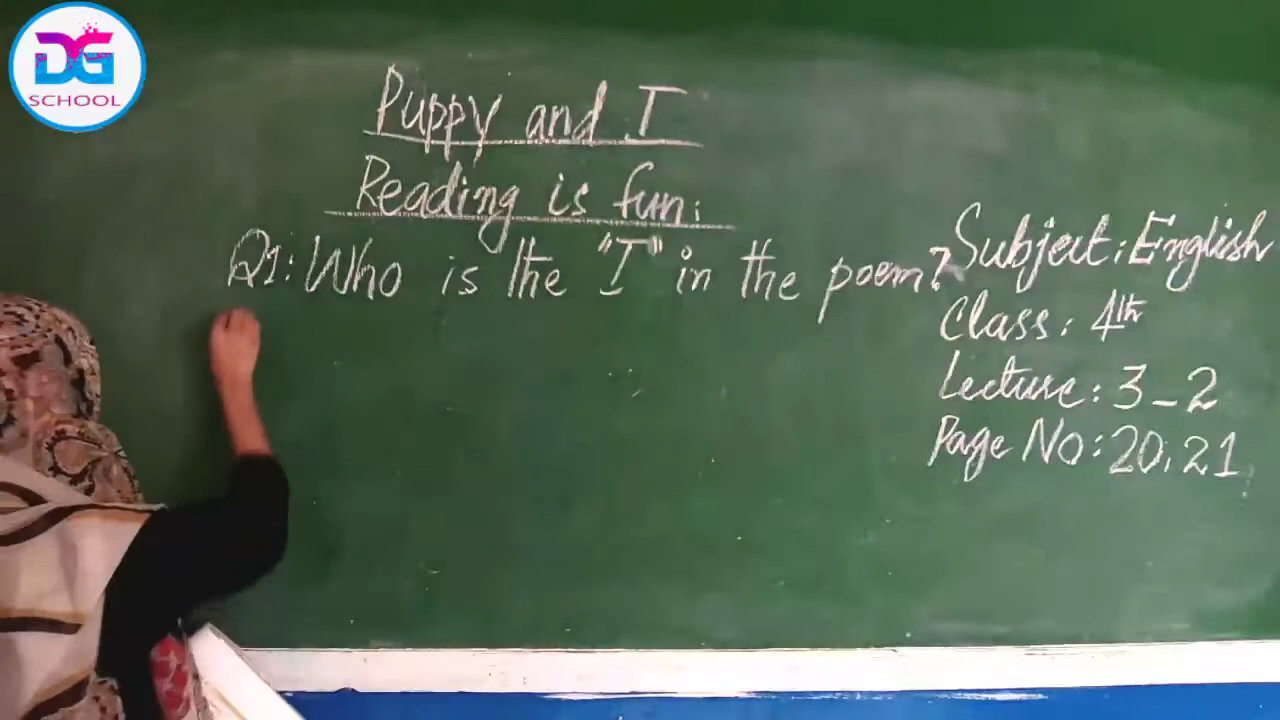 DG
SCHOOL
Puppy and I
Reading is fun:
Q1: Who is the "I" in the poem?
Subject: English
Class: 4th
Lecture: 3-2
Page No: 20,21